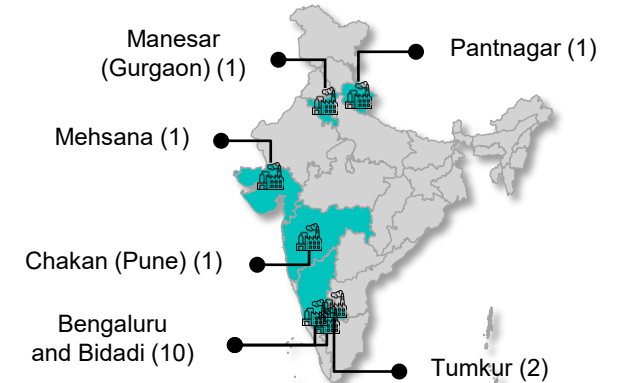 Manesar
(Gurgaon) (1)
Pantnagar (1)
Mehsana (1)
Chakan (Pune) (1)
Bengaluru
and Bidadi (10)
Tumkur (2)